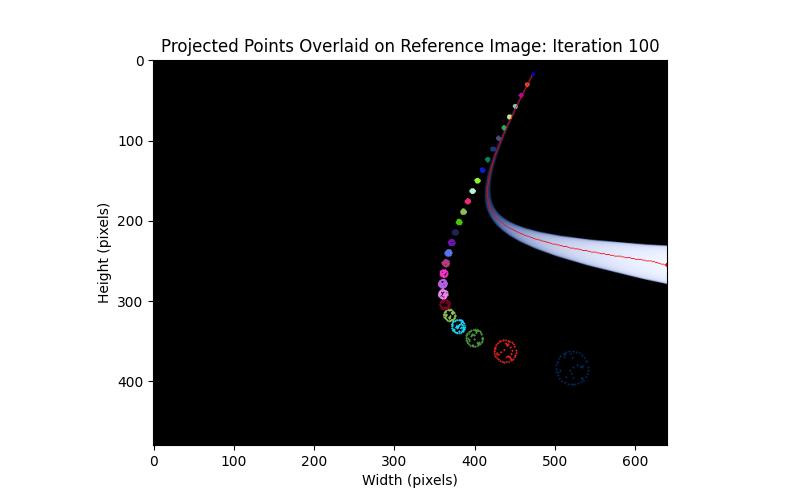 Projected Points Overlaid on Reference Image: Iteration 100
0
100
200
300
400
Height (pixels)
0 100 200 300 400 500 600
Width (pixels)